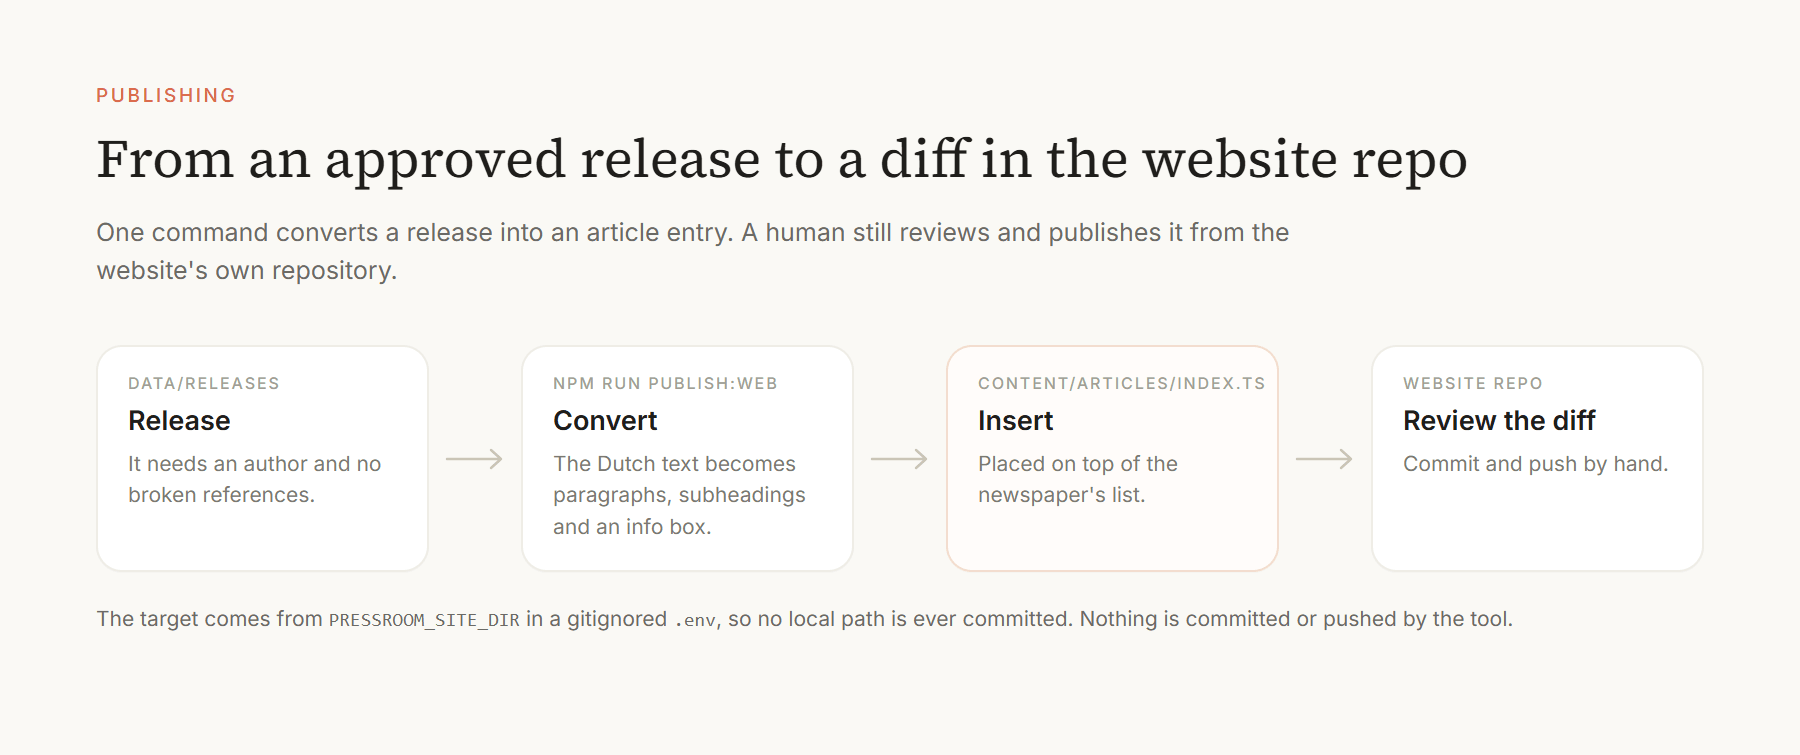 PUBLISHING
From an approved release to a diff in the website repo
One command converts a release into an article entry. A human still reviews and publishes it from the
website's own repository.
DATA/RELEASES
Release
It needs an author and no
broken references.
NPM RUN PUBLISH:WEB
Convert
The Dutch text becomes
paragraphs, subheadings
and an info box.
CONTENT/ARTICLES/INDEX.TS
Insert
Placed on top of the
newspaper's list.
WEBSITE REPO
Review the diff
Commit and push by hand.
The target comes from PRESSROOM_SITE_DIR in a gitignored .env, so no local path is ever committed. Nothing is committed or pushed by the tool.